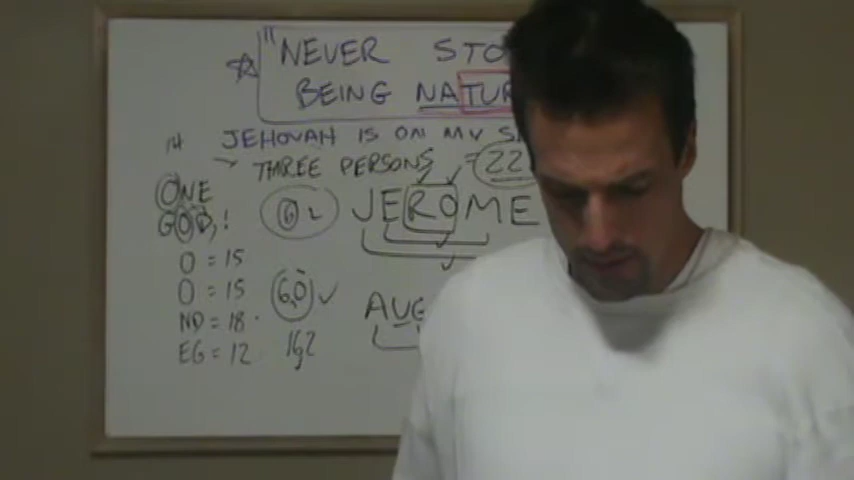 "NEVER STO
BEING NATUR
JEHOVAH IS ON MY S
THREE PERSONS = 222
ONE
GOD,!
JEROME
O = 15
O = 15
ND = 18
EG = 12
60
162
AUG